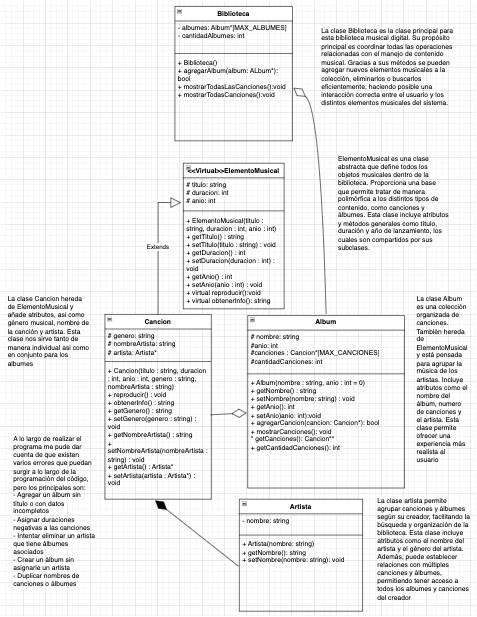 Biblioteca
- albumes: Album*[MAX_ALBUMES]
- cantidadAlbumes: int
+ Biblioteca()
+ agregarAlbum(album: ALbum*):
bool
+ mostrarTodasLasCanciones():void
+ mostrarTodasCanciones():void
La clase Biblioteca es la clase principal para
esta biblioteca musical digital. Su propósito
principal es coordinar todas las operaciones
relacionadas con el manejo de contenido
musical. Gracias a sus métodos se pueden
agregar nuevos elementos musicales a la
colección, eliminarlos o buscarlos
eficientemente, haciendo posible una
interacción correcta entre el usuario y los
distintos elementos musicales del sistema.
<<Virtual>>ElementoMusical
# titulo: string
# duracion: int
# anio: int
+ ElementoMusical(titulo :
string, duracion : int, anio : int)
+ getTitulo() : string
+ setTitulo(titulo : string) : void
+ getDuracion() : int
+ setDuracion(duracion : int) :
void
+ getAnio() : int
+ setAnio(anio : int) : void
+ virtual reproducir():void
+ virtual obtenerInfo(): string
ElementoMusical es una clase
abstracta que define todos los
objetos musicales dentro de la
biblioteca. Proporciona una base
que permite tratar de manera
polimórfica a los distintos tipos de
contenido, como canciones y
álbumes. Esta clase incluye atributos
y métodos generales como título,
duración y año de lanzamiento, los
cuales son compartidos por sus
subclases.
Extends
La clase Cancion hereda
de ElementoMusical y
añade atributos, asi como
género musical, nombre de
la canción y artista. Esta
clase nos sirve tanto de
manera individual asi como
en conjunto para los
albumes
Cancion
# genero: string
# nombreArtista: string
# artista: Artista*
+ Cancion(titulo : string, duracion
: int, anio : int, genero : string,
nombreArtista : string)
+ reproducir() : void
+ obtenerInfo() : string
+ getGenero() : string
+ setGenero(genero : string) :
void
+ getNombreArtista() : string
+
setNombreArtista(nombreArtista
: string) : void
+ getArtista() : Artista*
+ setArtista(artista : Artista*) :
void
Album
# nombre: string
#anio: int
#canciones : Cancion*[MAX_CANCIONES]
#cantidadCanciones: int
+ Album(nombre : string, anio : int = 0)
+ getNombre() : string
+ setNombre(nombre: string) : void
+ getAnio(): int
+ setAnio(anio: int):void
+ agregarCancion(cancion: Cancion*): bool
+ mostrarCanciones(): void
* getCanciones(): Cancion**
+ getCantidadCanciones(): int
La clase Album
es una colección
organizada de
canciones.
También hereda
de
ElementoMusical
y está pensada
para agrupar la
música de los
artistas. Incluye
atributos como el
nombre del
álbum, numero
de canciones y
el artista. Esta
clase permite
ofrecer una
experiencia más
realista al
usuario
A lo largo de realizar el
programa me pude dar
cuenta de que existen
varios errores que puedan
surgir a lo largo de la
programación del código,
pero los principales son:
- Agregar un álbum sin
título o con datos
incompletos
- Asignar duraciones
negativas a las canciones
- Intentar eliminar un artista
que tiene álbumes
asociados
- Crear un álbum sin
asignarle un artista
- Duplicar nombres de
canciones o álbumes
Artista
- nombre: string
+ Artista(nombre: string)
+ getNombre(): string
+ setNombre(nombre: string): void
La clase artista permite
agrupar canciones y álbumes
según su creador, facilitando la
búsqueda y organización de la
biblioteca. Esta clase incluye
atributos como el nombre del
artista y el género del artista.
Además, puede establecer
relaciones con múltiples
canciones y álbumes,
permitiendo tener acceso a
todos los albumes y canciones
del creador